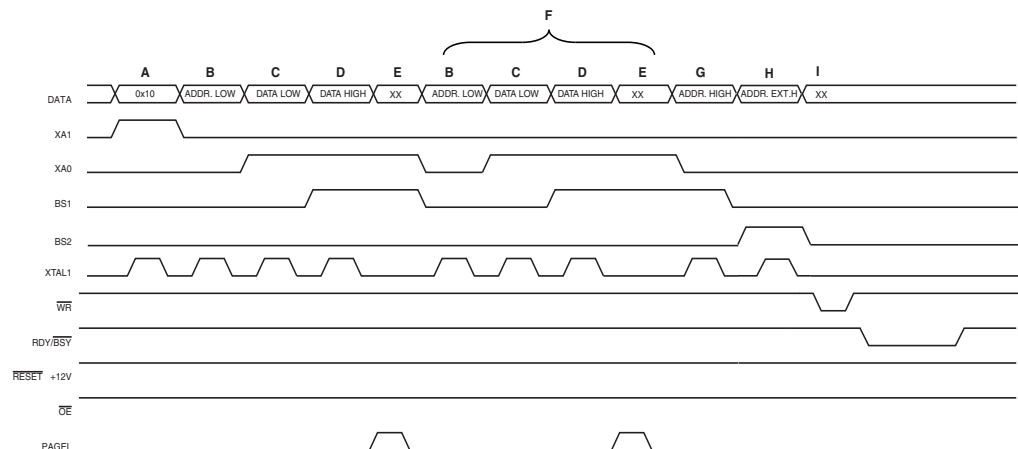 F
A B C D E B C D E G H I
DATA 0x10 ADDR. LOW DATA LOW DATA HIGH XX ADDR. LOW DATA LOW DATA HIGH XX ADDR. HIGH ADDR. EXT.H XX
XA1
XA0
BS1
BS2
XTAL1
WR
RDY/BSY
RESET +12V
OE
PAGEL